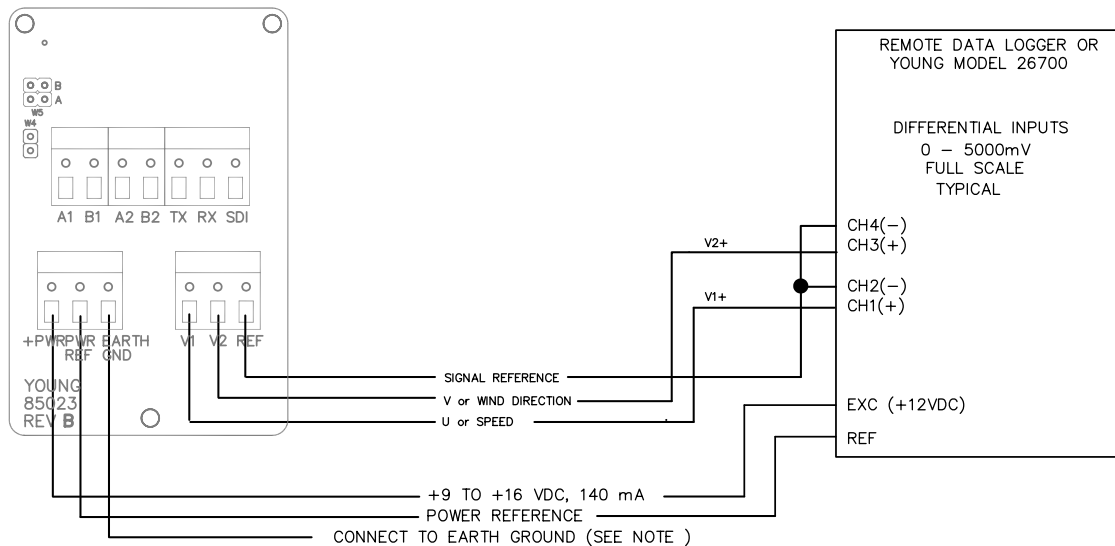 B
A
W5
W4
A1 B1 A2 B2 TX RX SDI
+PWR PWR REF EARTH GND
V1 V2 REF
YOUNG
85023
REV B
REMOTE DATA LOGGER OR
YOUNG MODEL 26700
DIFFERENTIAL INPUTS
0 - 5000mV
FULL SCALE
TYPICAL
CH4(-)
CH3(+)
CH2(-)
CH1(+)
V2+
V1+
SIGNAL REFERENCE
V or WIND DIRECTION
U or SPEED
EXC (+12VDC)
REF
+9 TO +16 VDC, 140 mA
POWER REFERENCE
CONNECT TO EARTH GROUND (SEE NOTE )